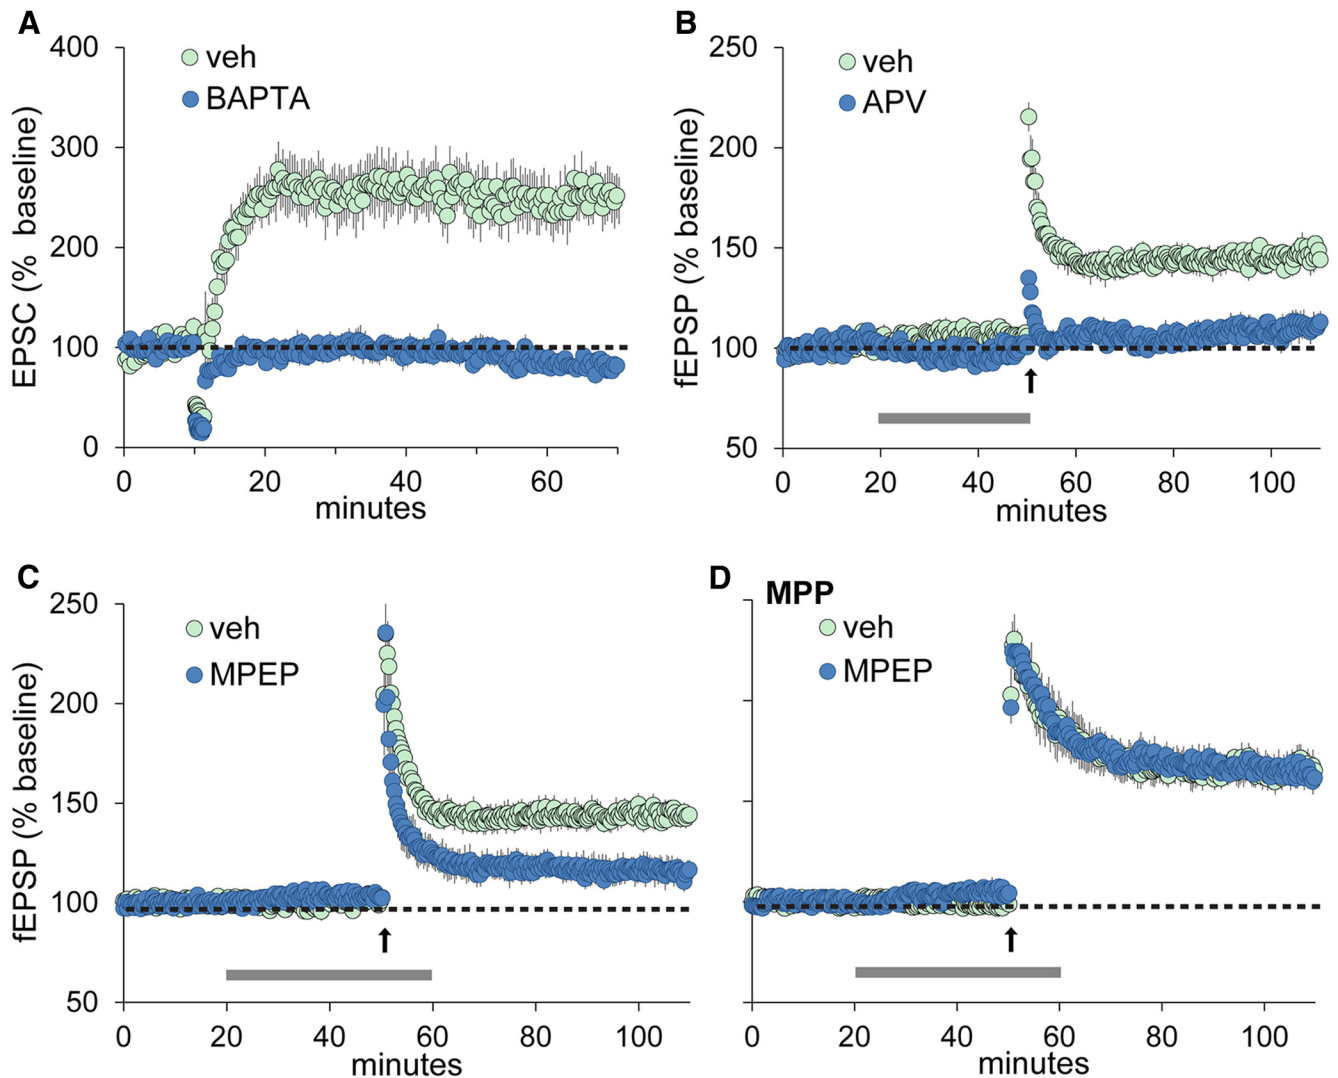 A
400
300
200
100
0
EPSC (% baseline)
veh
BAPTA
0 20 40 60
minutes
B
250
200
150
100
50
fEPSP (% baseline)
veh
APV
0 20 40 60 80 100
minutes
C
250
200
150
100
50
fEPSP (% baseline)
veh
MPEP
0 20 40 60 80 100
minutes
D
MPP
veh
MPEP
0 20 40 60 80 100
minutes